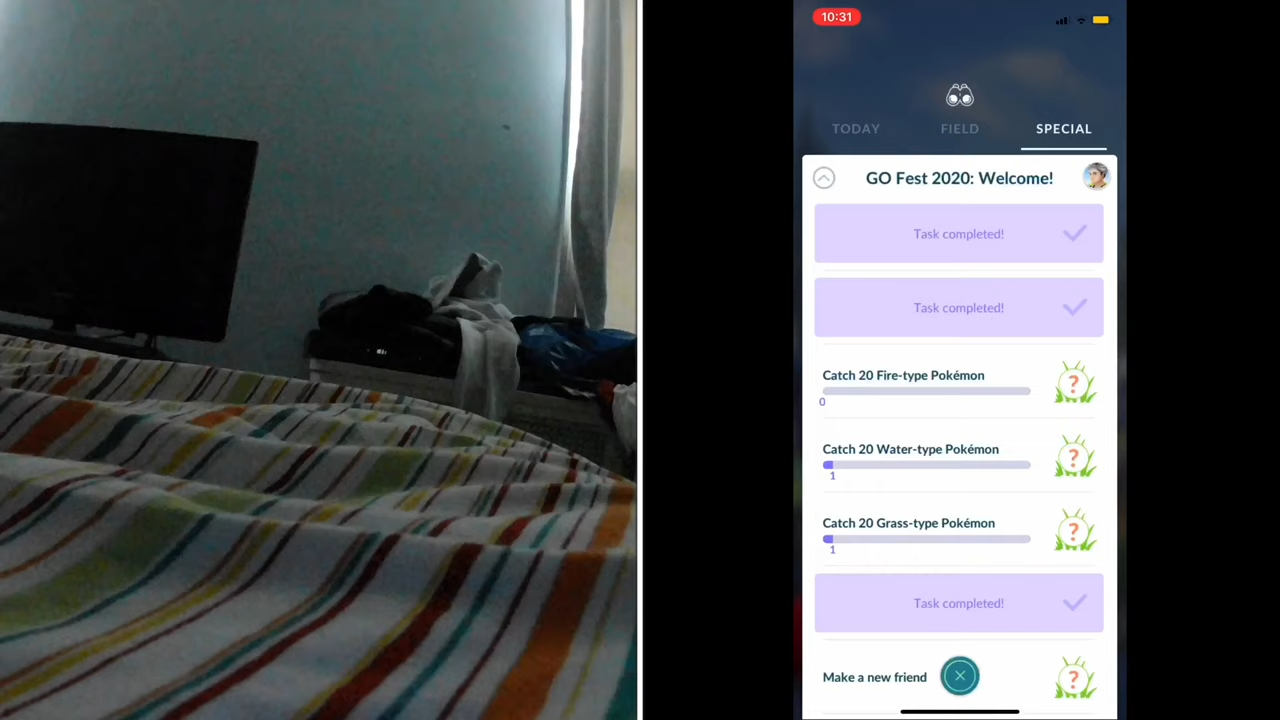 10:31
TODAY
FIELD
SPECIAL
GO Fest 2020: Welcome!
Task completed!
Task completed!
Catch 20 Fire-type Pokémon
?
0
Catch 20 Water-type Pokémon
?
1
Catch 20 Grass-type Pokémon
?
1
Task completed!
Make a new friend
?